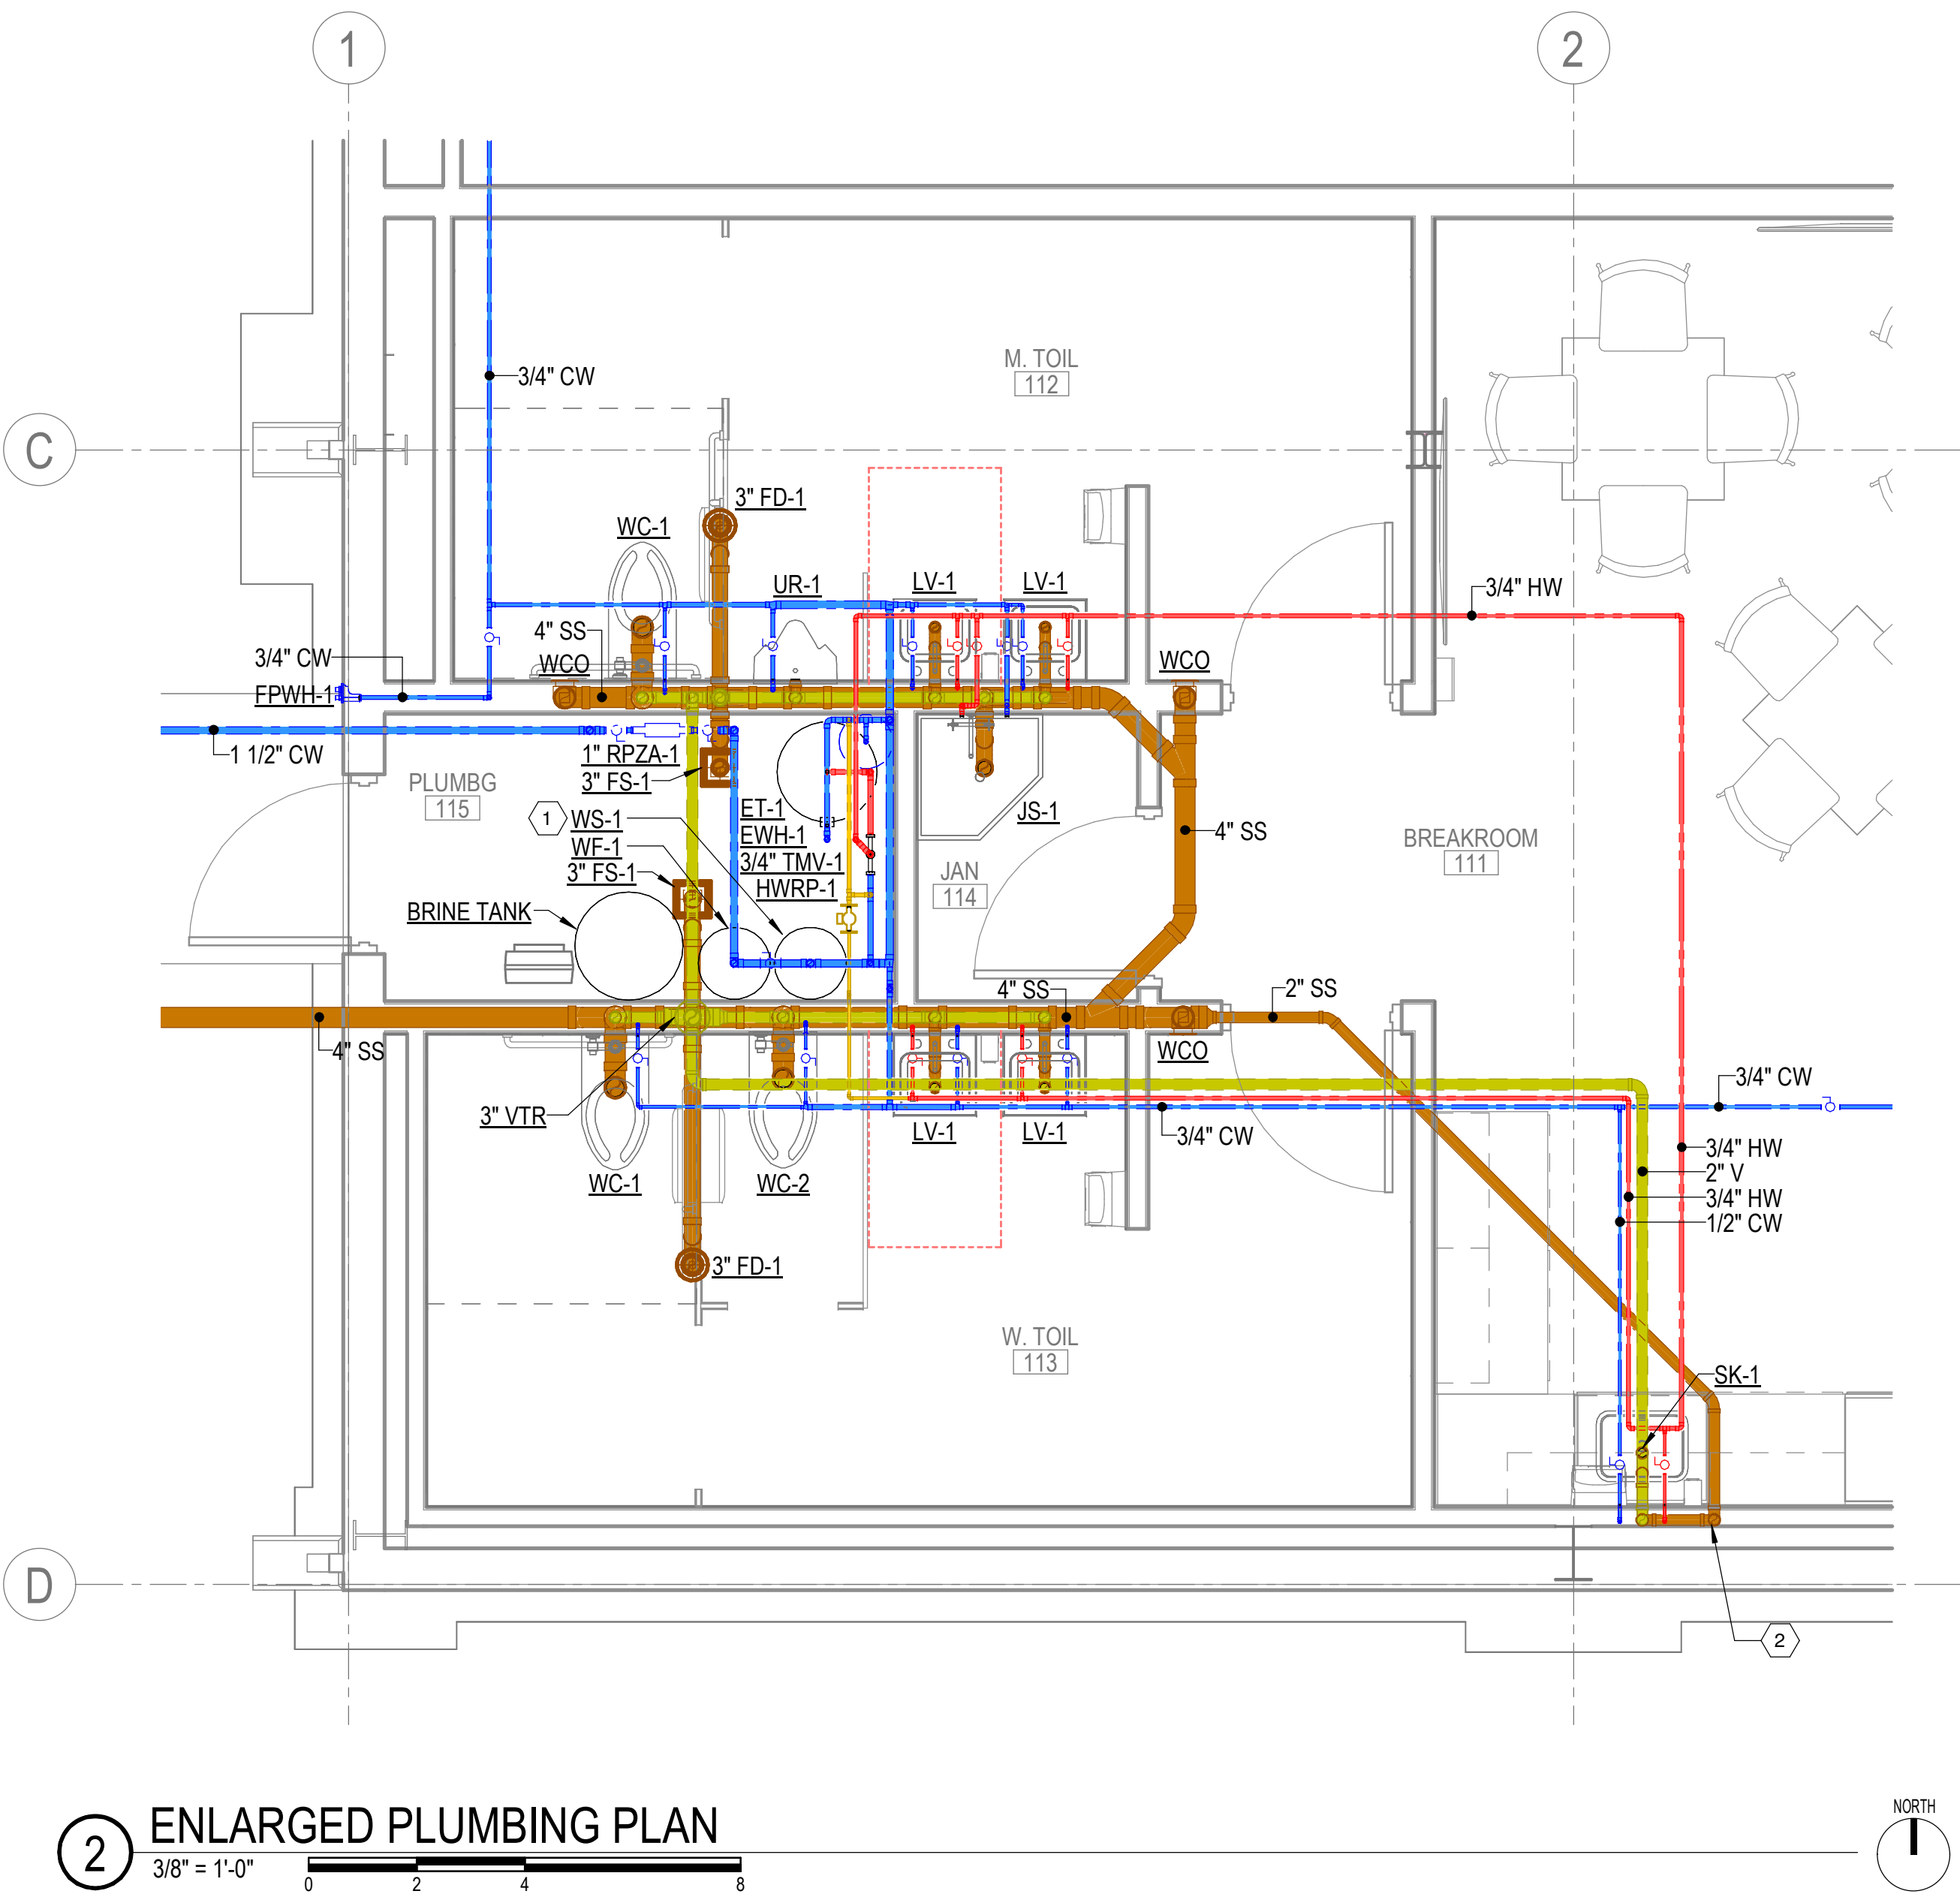 1
2
3/4" CW
M. TOIL
112
C
3" FD-1
WC-1
UR-1
LV-1
LV-1
3/4" HW
4" SS
WCO
WCO
3/4" CW
FPWH-1
1 1/2" CW
1" RPZA-1
3" FS-1
PLUMBG
115
1
WS-1
WF-1
3" FS-1
ET-1
EWH-1
3/4" TMV-1
HWRP-1
JS-1
4" SS
BREAKROOM
111
JAN
114
BRINE TANK
4" SS
2" SS
4" SS
WCO
3/4" CW
3" VTR
LV-1
LV-1
3/4" CW
3/4" HW
2" V
3/4" HW
1/2" CW
WC-1
WC-2
3" FD-1
W. TOIL
113
SK-1
D
2
2
ENLARGED PLUMBING PLAN
3/8" = 1'-0"
0 2 4 8
NORTH